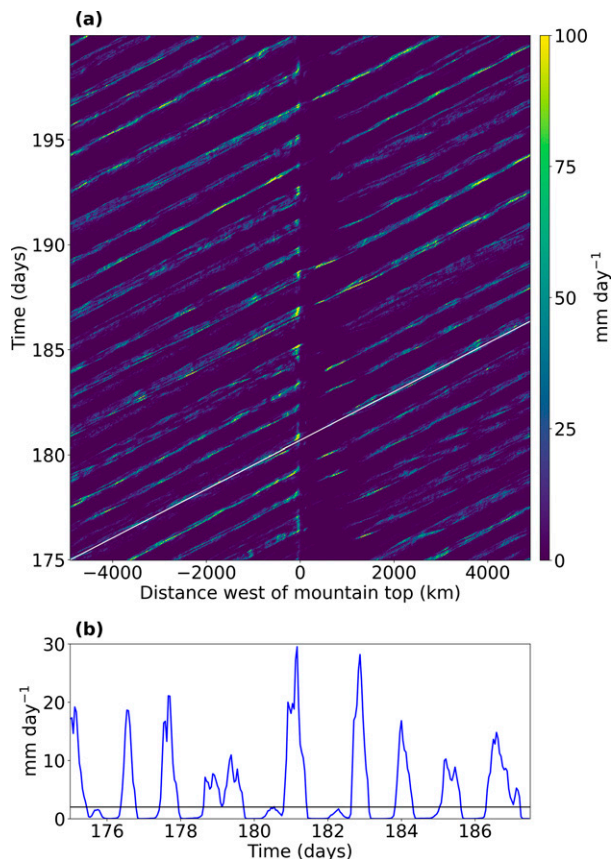 (a)
100
75
50
25
0
mm day⁻¹
195
190
185
180
175
Time (days)
−4000 −2000 0 2000 4000
Distance west of mountain top (km)
(b)
30
20
10
0
mm day⁻¹
176 178 180 182 184 186
Time (days)